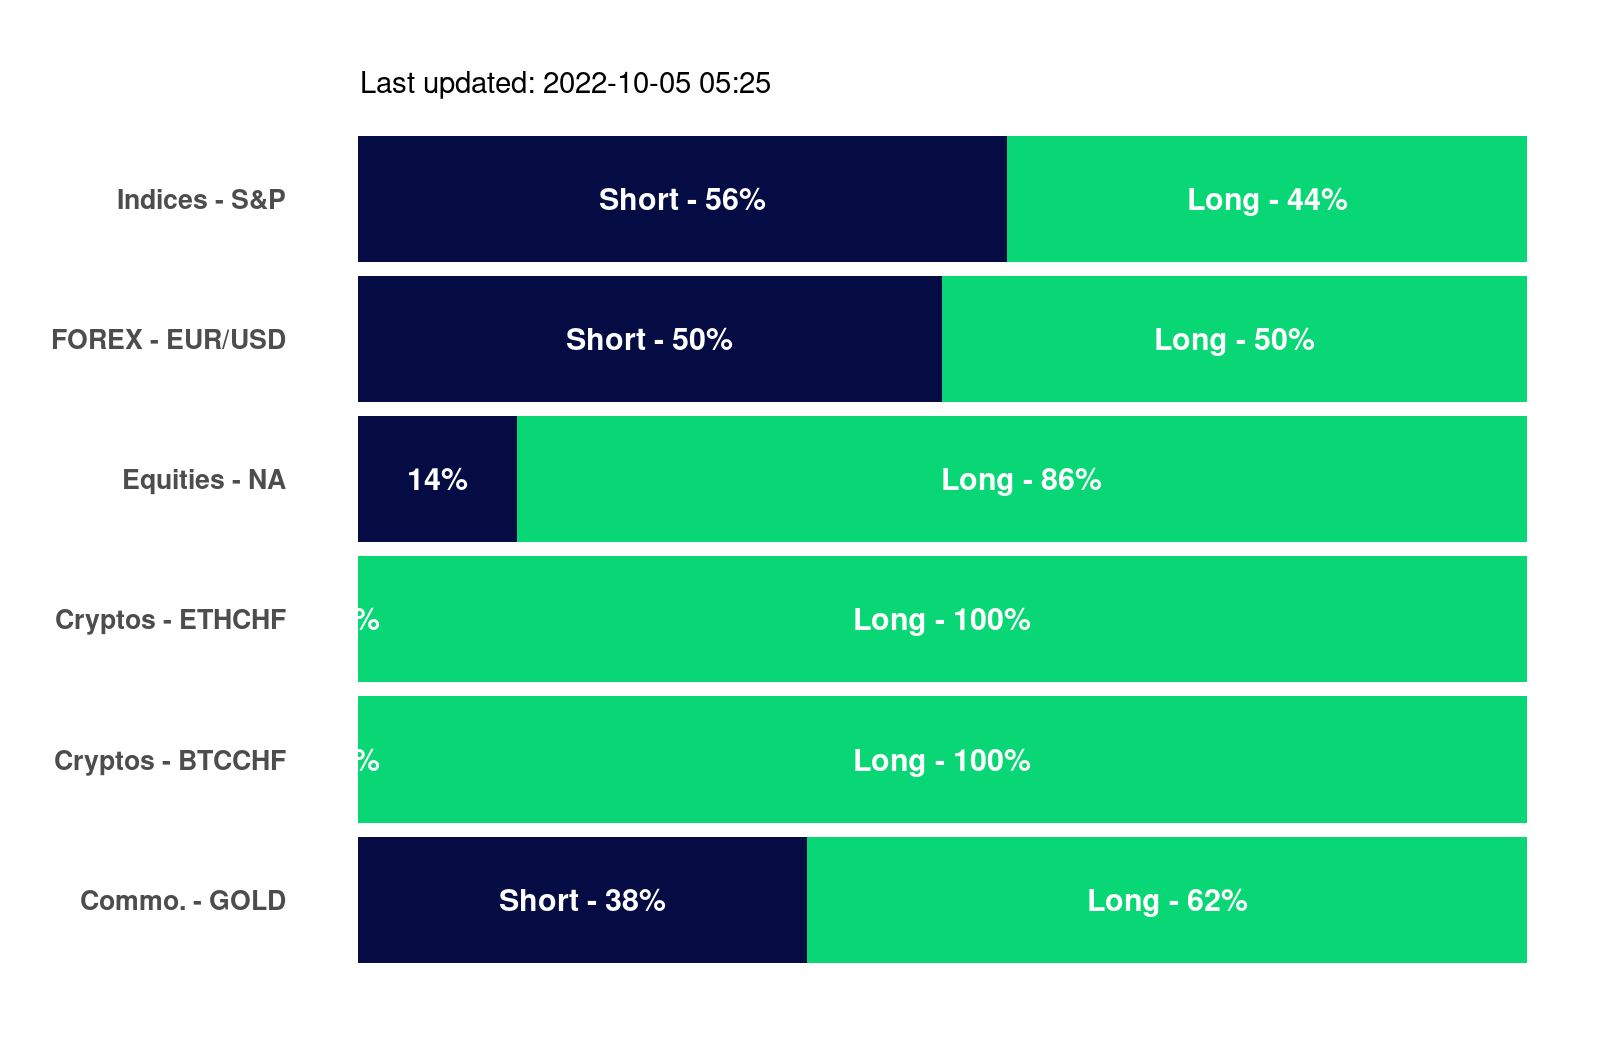 Last updated: 2022-10-05 05:25
Indices - S&P Short - 56% Long - 44%
FOREX - EUR/USD Short - 50% Long - 50%
Equities - NA 14% Long - 86%
Cryptos - ETHCHF % Long - 100%
Cryptos - BTCCHF % Long - 100%
Commo. - GOLD Short - 38% Long - 62%